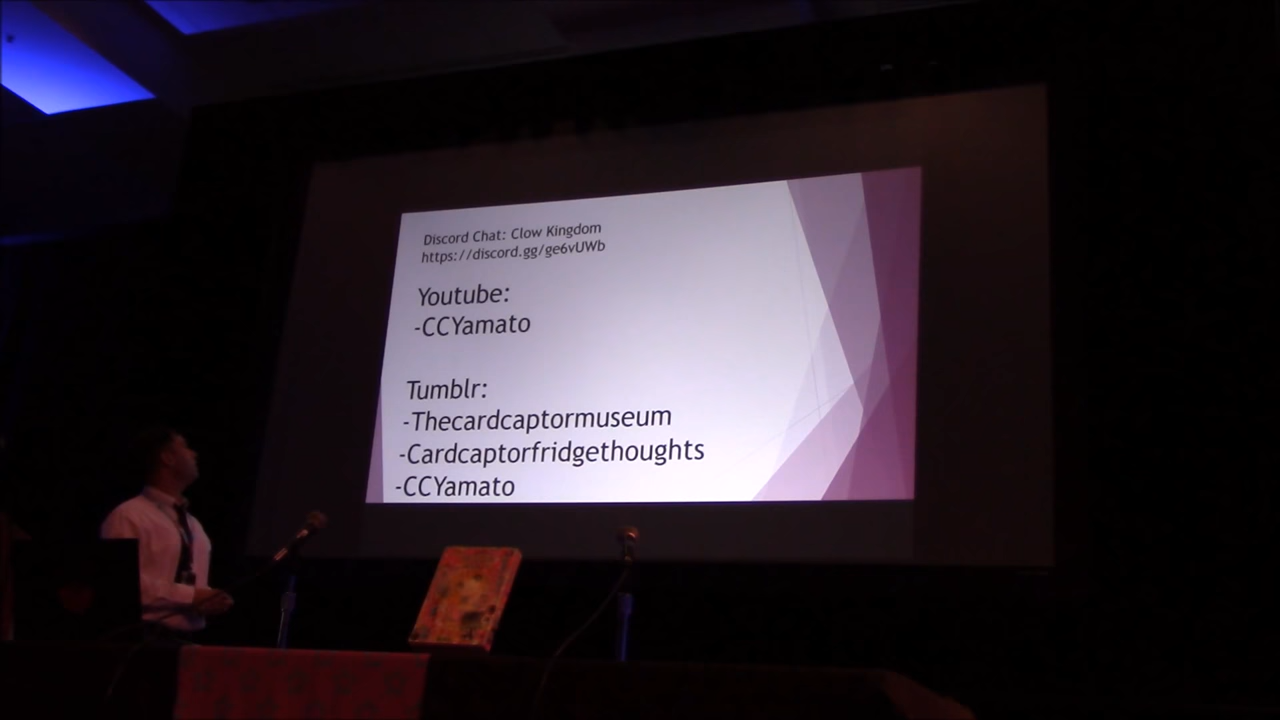 Discord Chat: Clow Kingdom
https://discord.gg/ge6vUWb
Youtube:
-CCYamato
Tumblr:
-Thecardcaptormuseum
-Cardcaptorfridgethoughts
-CCYamato